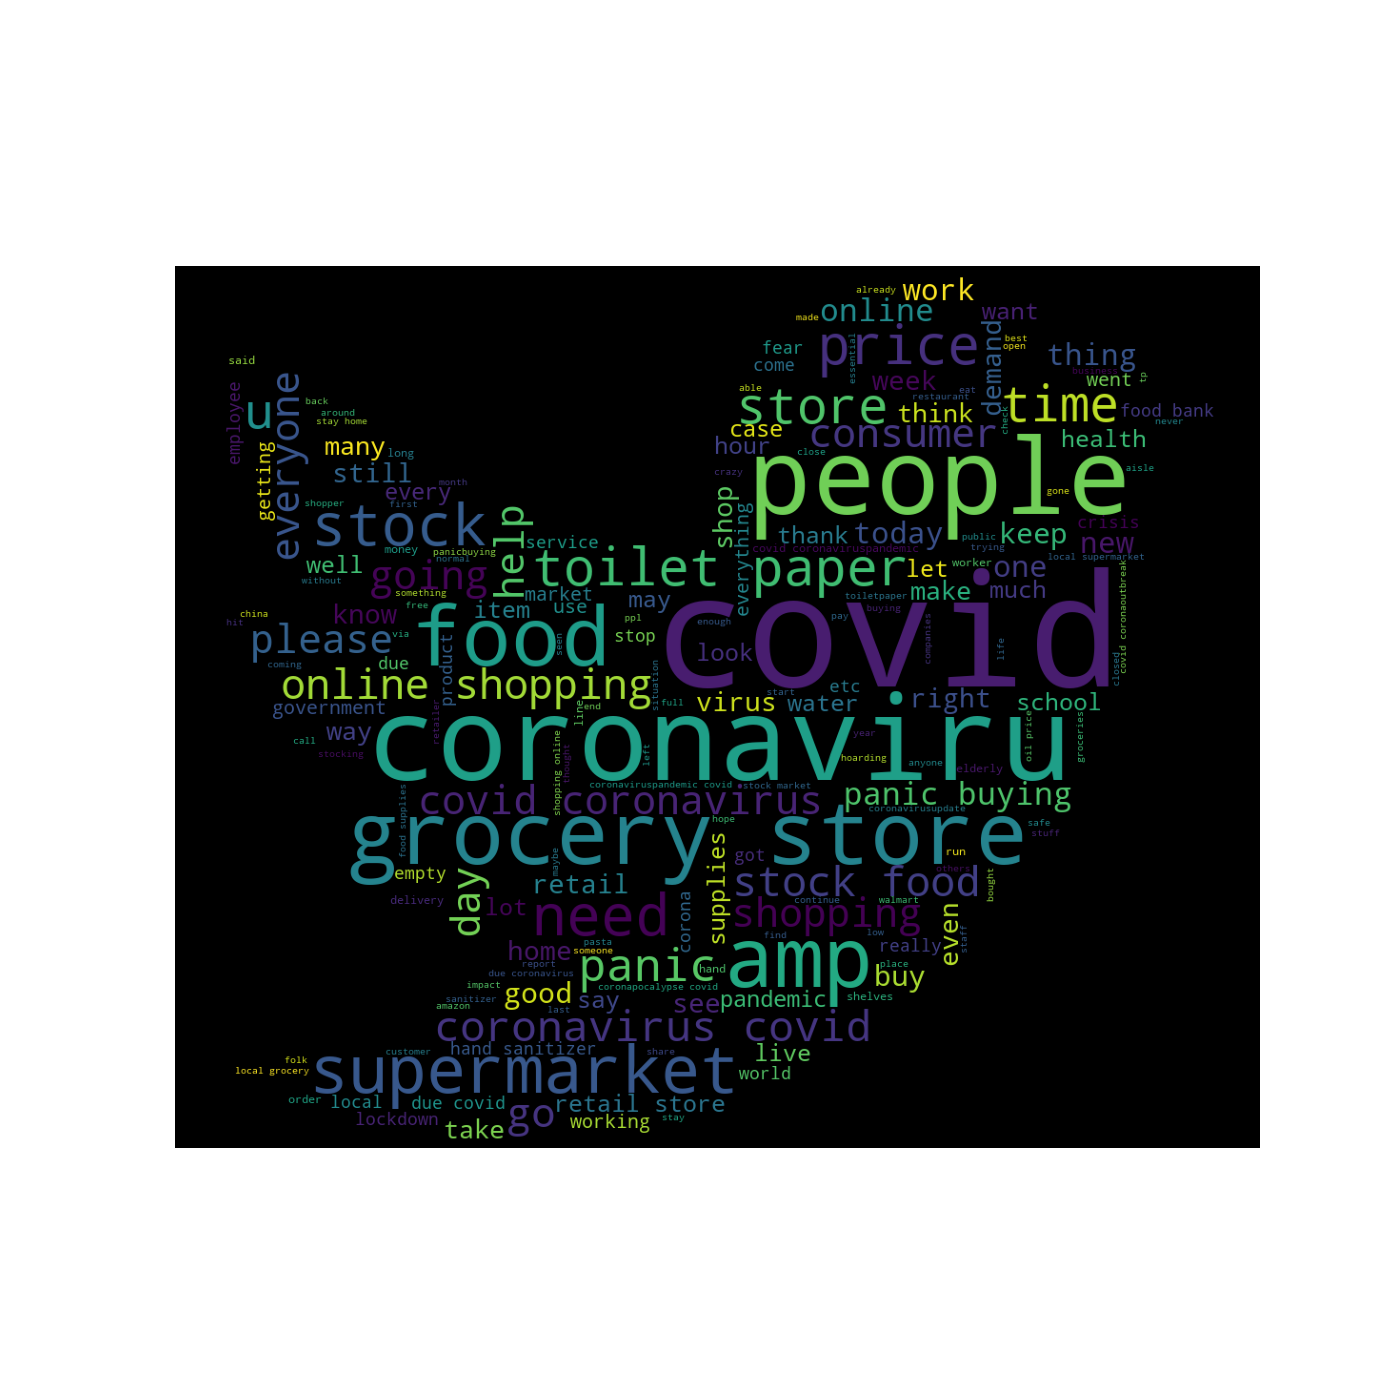 already
work
online
want
made
price
demand
best
open
thing
fear
come
essential
said
week
business
went
tp
employee
everyone
u
back
around
stay home
able
store
eat
restaurant
think
time
check
food bank
never
many
long
case
hour
consumer
close
health
getting
still
month
every
shopper
first
crazy
people
gone
aisle
stock
help
shop
everything
crisis
service
thank
today
public
trying
keep
new
money
panicbuying
normal
covid coronaviruspandemic
local supermarket
well
without
going
toilet paper
let
worker
one
something
market
item
use
may
toiletpaper
make
much
china
hit
know
free
food
ppl
enough
pay
buying
covid
covid coronaoutbreak
please
via
seen
stop
look
companies
life
coming
due
product
situation
closed
online shopping
start
etc
government
end
full
virus
water
right
school
way
retailer
line
coronaviru
year
oil price
groceries
call
stocking
shopping online
thought
left
hoarding
anyone
elderly
coronaviruspandemic covid
stock market
panic buying
covid coronavirus
coronavirusupdate
food supplies
grocery store
hope
safe
stuff
maybe
supplies
got
run
empty
retail
stock food
others
bought
delivery
day
lot
need
corona
shopping
continue
walmart
low
find
even
staff
home
pasta
someone
panic
amp
really
report
due coronavirus
hand
place
buy
impact
coronapocalypse covid
sanitizer
amazon
good
last
say
see
pandemic
shelves
coronavirus covid
folk
local grocery
customer
hand sanitizer
share
live
supermarket
world
order
local
due covid
retail store
lockdown
go
working
stay
take